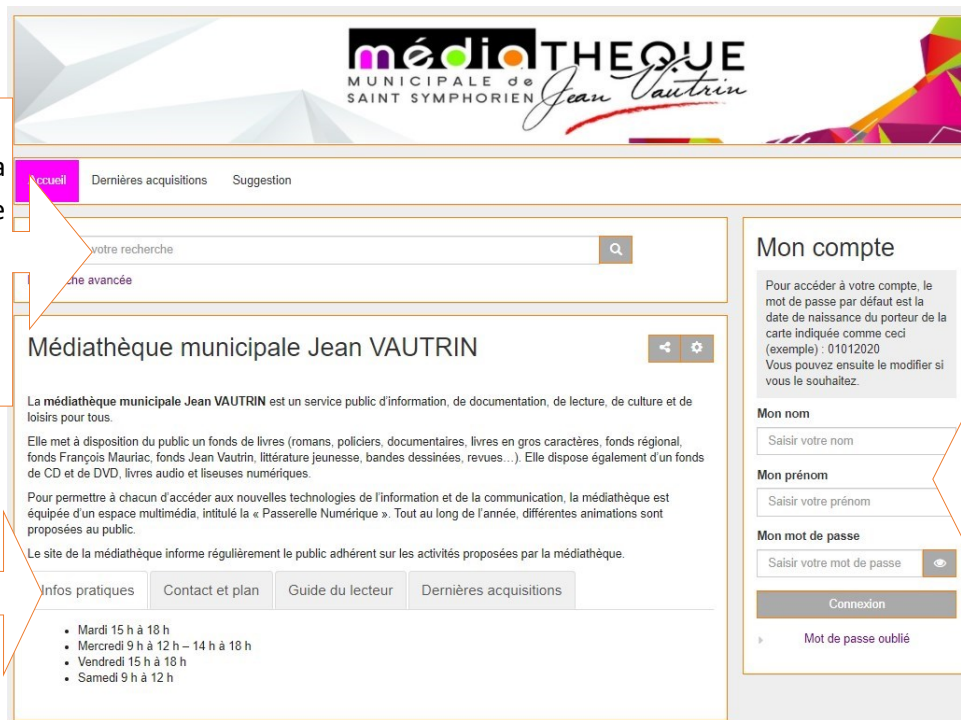 médiaTHEQUE
MUNICIPALE de
SAINT SYMPHORIEN
Jean Vautrin
a
e
Accueil Dernières acquisitions Suggestion
votre recherche
avancée
Médiathèque municipale Jean VAUTRIN
La médiathèque municipale Jean VAUTRIN est un service public d'information, de documentation, de lecture, de culture et de
loisirs pour tous.
Elle met à disposition du public un fonds de livres (romans, policiers, documentaires, livres en gros caractères, fonds régional,
fonds François Mauriac, fonds Jean Vautrin, littérature jeunesse, bandes dessinées, revues…). Elle dispose également d'un fonds
de CD et de DVD, livres audio et liseuses numériques.
Pour permettre à chacun d'accéder aux nouvelles technologies de l'information et de la communication, la médiathèque est
équipée d'un espace multimédia, intitulé la « Passerelle Numérique ». Tout au long de l'année, différentes animations sont
proposées au public.
Le site de la médiathèque informe régulièrement le public adhérent sur les activités proposées par la médiathèque.
Infos pratiques Contact et plan Guide du lecteur Dernières acquisitions
• Mardi 15 h à 18 h
• Mercredi 9 h à 12 h – 14 h à 18 h
• Vendredi 15 h à 18 h
• Samedi 9 h à 12 h
Mon compte
Pour accéder à votre compte, le
mot de passe par défaut est la
date de naissance du porteur de la
carte indiquée comme ceci
(exemple) : 01012020
Vous pouvez ensuite le modifier si
vous le souhaitez.
Mon nom
Saisir votre nom
Mon prénom
Saisir votre prénom
Mon mot de passe
Saisir votre mot de passe
Connexion
Mot de passe oublié